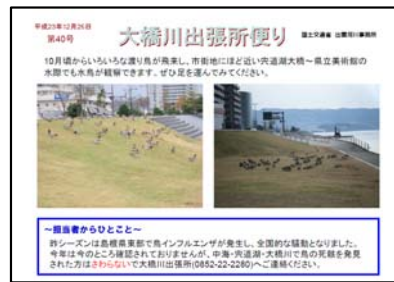 平成23年12月26日
第40号
大橋川出張所便り
国土交通省 出雲河川事務所
10月頃からいろいろな渡り鳥が飛来し、市街地にほど近い宍道湖大橋～県立美術館の
水際でも水鳥が観察できます。ぜひ足を運んでみてください。
～担当者からひとこと～
昨シーズンは島根県東部で鳥インフルエンザが発生し、全国的な騒動となりました。
今年は今のところ確認されておりませんが、中海・宍道湖・大橋川で鳥の死骸を発見
された方はさわらないで大橋川出張所(0852-22-2280)へご連絡ください。